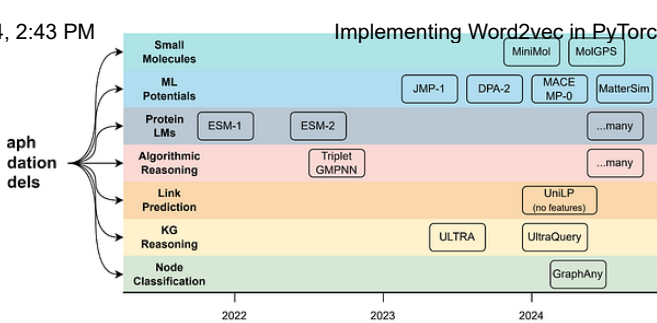 4, 2:43 PM
Implementing Word2vec in PyTorc
Small
Molecules
MiniMol
MolGPS
ML
Potentials
JMP-1
DPA-2
MACE
MP-0
MatterSim
Protein
LMs
ESM-1
ESM-2
...many
Algorithmic
Reasoning
Triplet
GMPNN
...many
aph
dation
dels
Link
Prediction
UniLP
(no features)
KG
Reasoning
ULTRA
UltraQuery
Node
Classification
GraphAny
2022
2023
2024